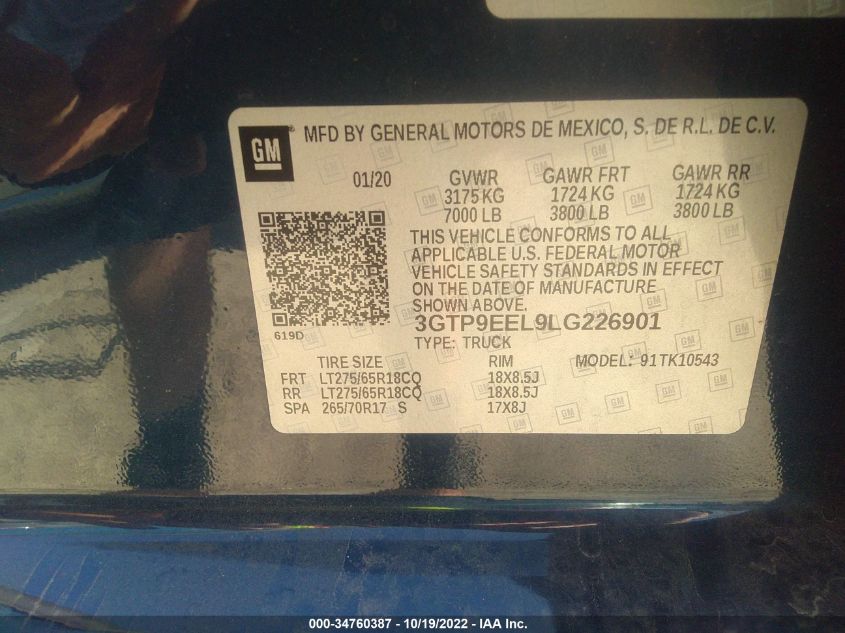 GM ® MFD BY GENERAL MOTORS DE MEXICO, S. DE R.L. DE C.V.
01/20 GVWR GAWR FRT GAWR RR
3175 KG 1724 KG 1724 KG
7000 LB 3800 LB 3800 LB
THIS VEHICLE CONFORMS TO ALL
APPLICABLE U.S. FEDERAL MOTOR
VEHICLE SAFETY STANDARDS IN EFFECT
ON THE DATE OF MANUFACTURE
SHOWN ABOVE.
3GTP9EEL9LG226901
619D
TYPE: TRUCK
TIRE SIZE RIM MODEL: 91TK10543
FRT LT275/65R18CQ 18X8.5J
RR LT275/65R18CQ 18X8.5J
SPA 265/70R17 S 17X8J
000-34760387 - 10/19/2022 - IAA Inc.